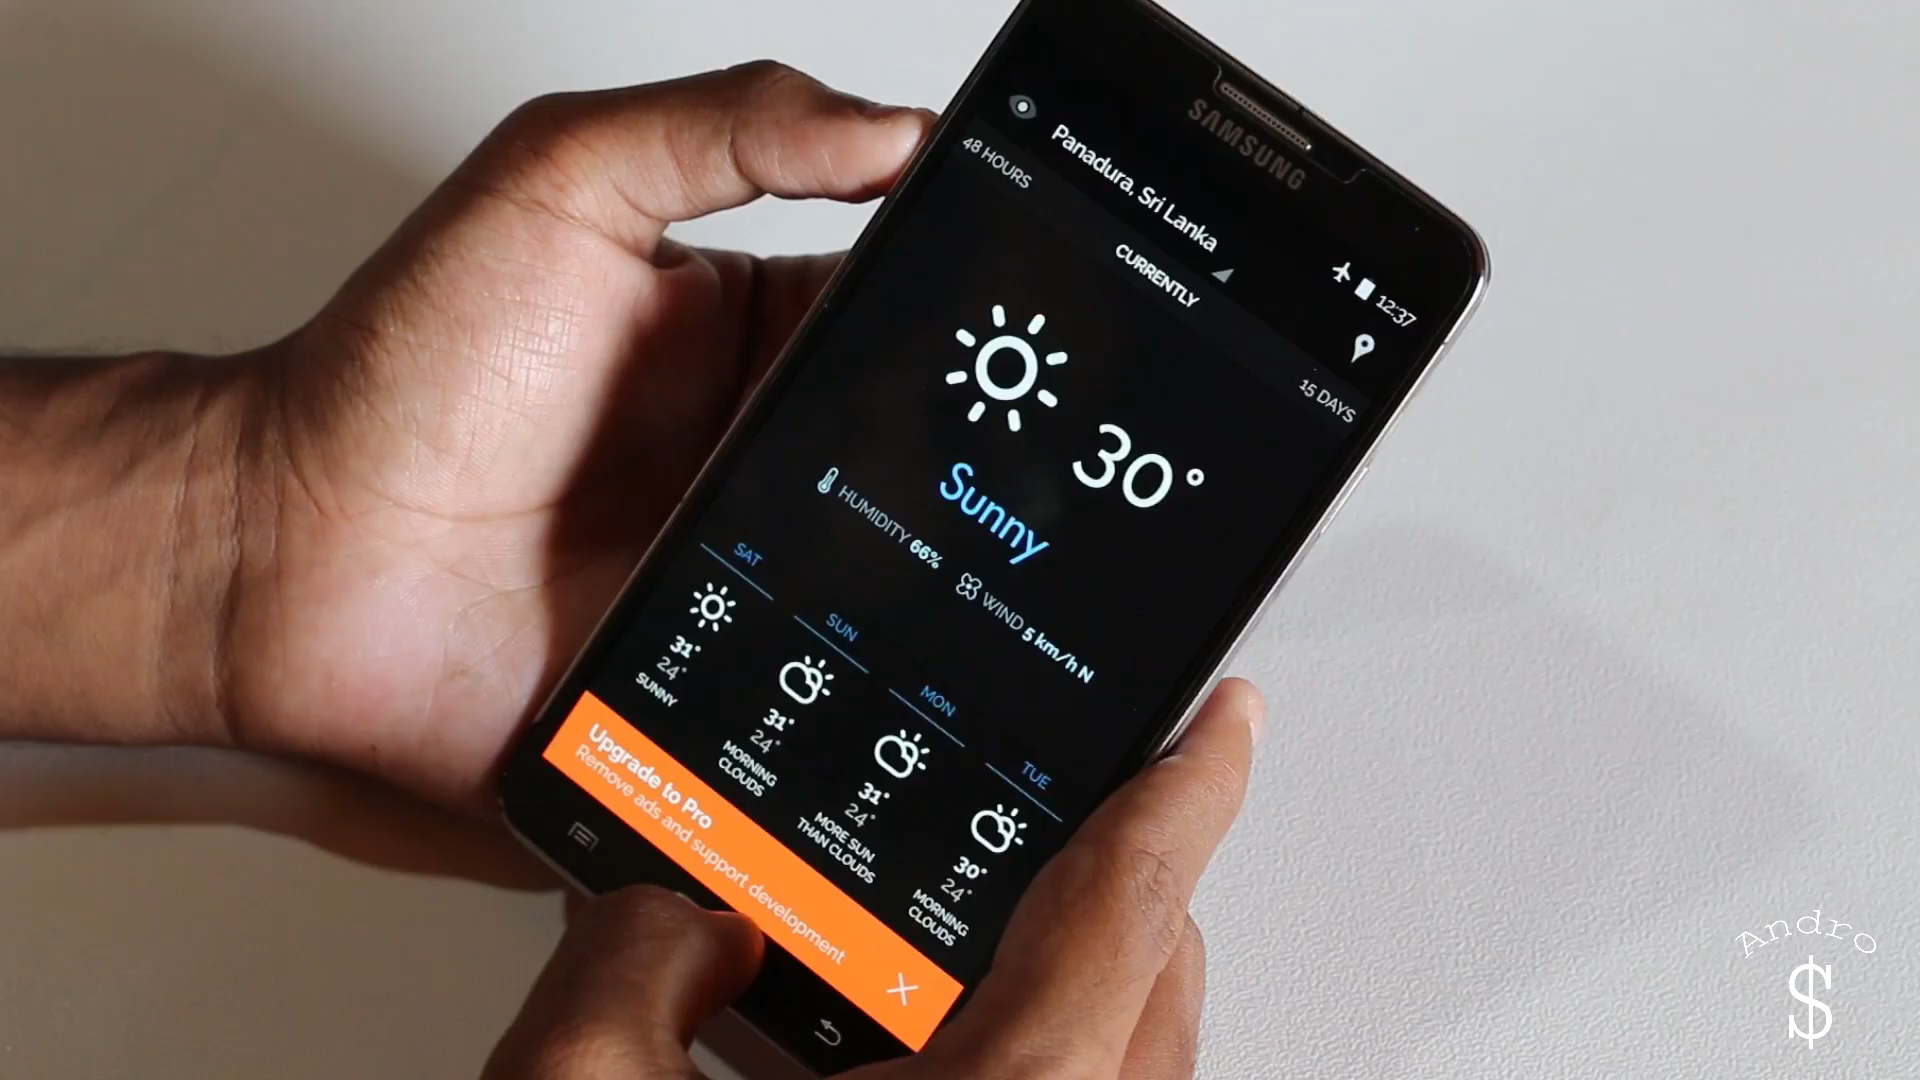 SAMSUNG
12:37
Panadura, Sri Lanka
48 HOURS
CURRENTLY
15 DAYS
30°
Sunny
HUMIDITY 66%
WIND 5 km/h N
SAT
31°
24°
SUNNY
SUN
31°
24°
MORNING
CLOUDS
MON
31°
24°
MORE SUN
THAN CLOUDS
TUE
30°
24°
MORNING
CLOUDS
Upgrade to Pro
Remove ads and support development
Andro
$